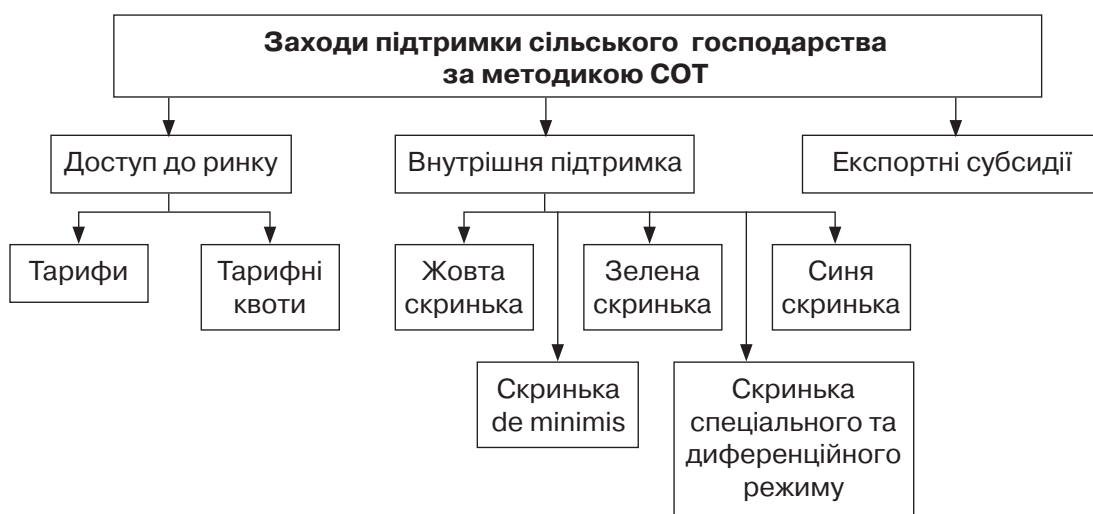 Заходи підтримки сільського господарства
за методикою СОТ
Доступ до ринку
Внутрішня підтримка
Експортні субсидії
Тарифи
Тарифні
квоти
Жовта
скринька
Зелена
скринька
Синя
скринька
Скринька
de minimis
Скринька
спеціального та
диференційного
режиму